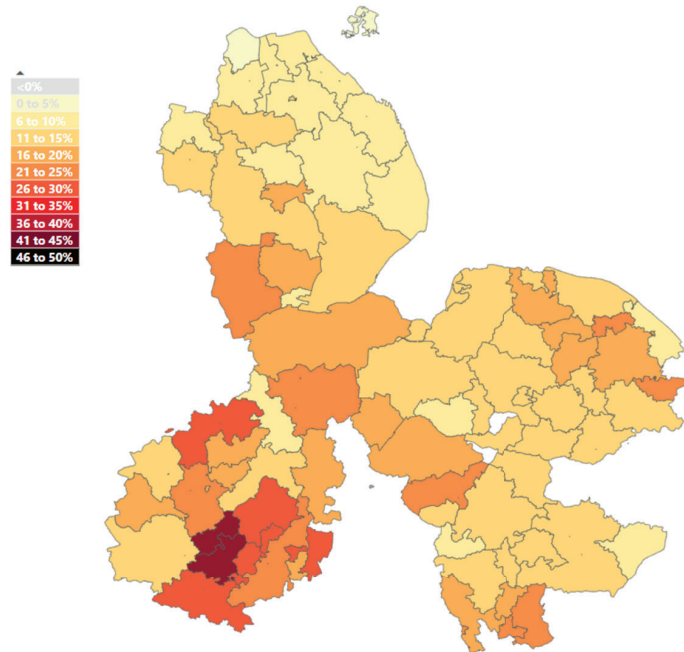 <0%
0 to 5%
6 to 10%
11 to 15%
16 to 20%
21 to 25%
26 to 30%
31 to 35%
36 to 40%
41 to 45%
46 to 50%